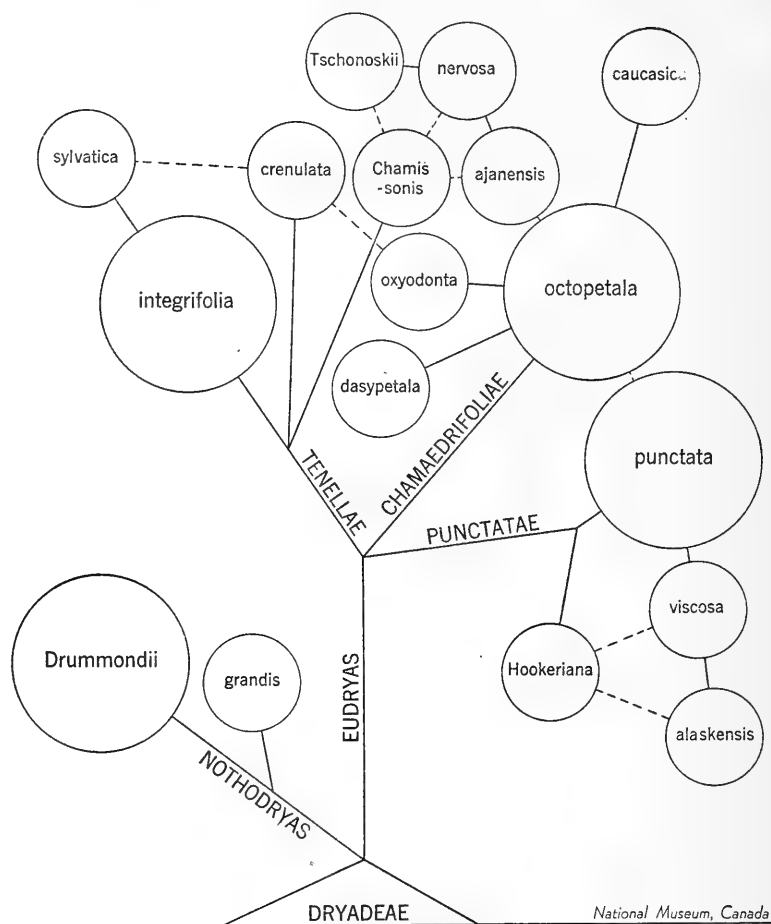 Tschonoskii
nervosa
caucasica
sylvatica
crenulata
Chamis
-sonis
ajanensis
integrifolia
oxyodonta
octopetala
dasypetala
TENELLAE
CHAMAEDRIFOLIAE
PUNCTATAE
punctata
viscosa
Drummondii
grandis
Hookeriana
alaskensis
EUDRYAS
NOTHODRYAS
DRYADEAE
National Museum, Canada